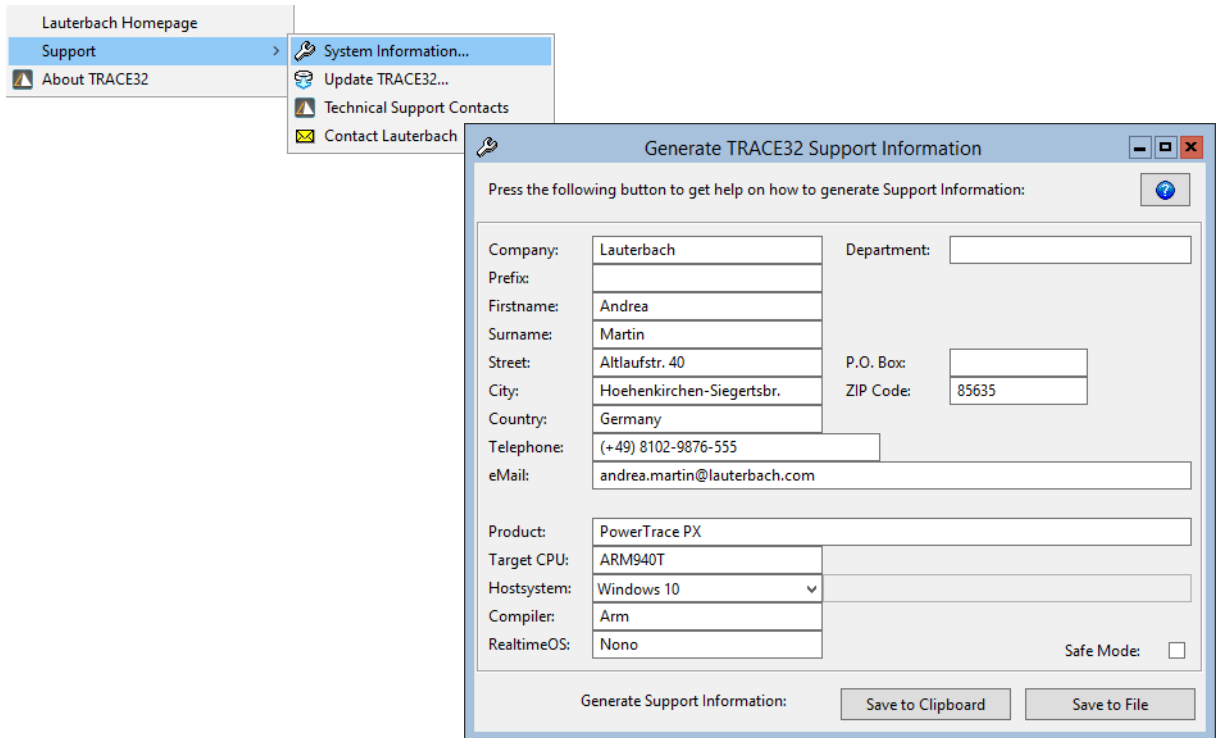 Lauterbach Homepage
Support >
About TRACE32
System Information...
Update TRACE32...
Technical Support Contacts
Contact Lauterbach
Generate TRACE32 Support Information
Press the following button to get help on how to generate Support Information: ?
Company: Lauterbach Department:
Prefix:
Firstname: Andrea
Surname: Martin
Street: Altlaufstr. 40 P.O. Box:
City: Hoehenkirchen-Siegertsbr. ZIP Code: 85635
Country: Germany
Telephone: (+49) 8102-9876-555
eMail: andrea.martin@lauterbach.com
Product: PowerTrace PX
Target CPU: ARM940T
Hostsystem: Windows 10
Compiler: Arm
RealtimeOS: Nono
Safe Mode:
Generate Support Information: Save to Clipboard Save to File